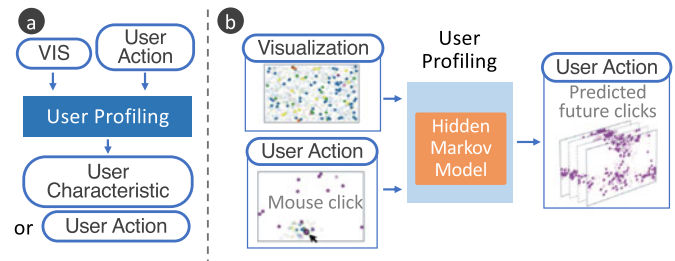 a
VIS
User
Action
User Profiling
User
Characteristic
or
User Action
b
Visualization
User Action
Mouse click
User
Profiling
Hidden
Markov
Model
User Action
Predicted
future clicks